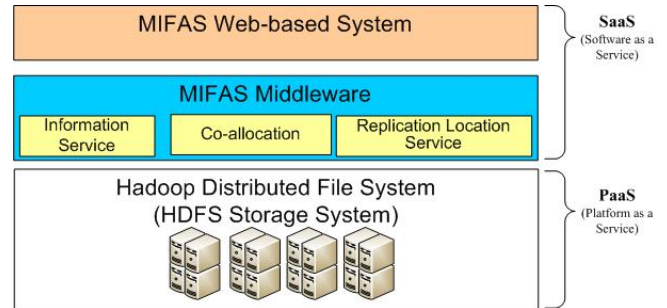 MIFAS Web-based System
SaaS
(Software as a
Service)
MIFAS Middleware
Information
Service
Co-allocation
Replication Location
Service
Hadoop Distributed File System
(HDFS Storage System)
PaaS
(Platform as a
Service)